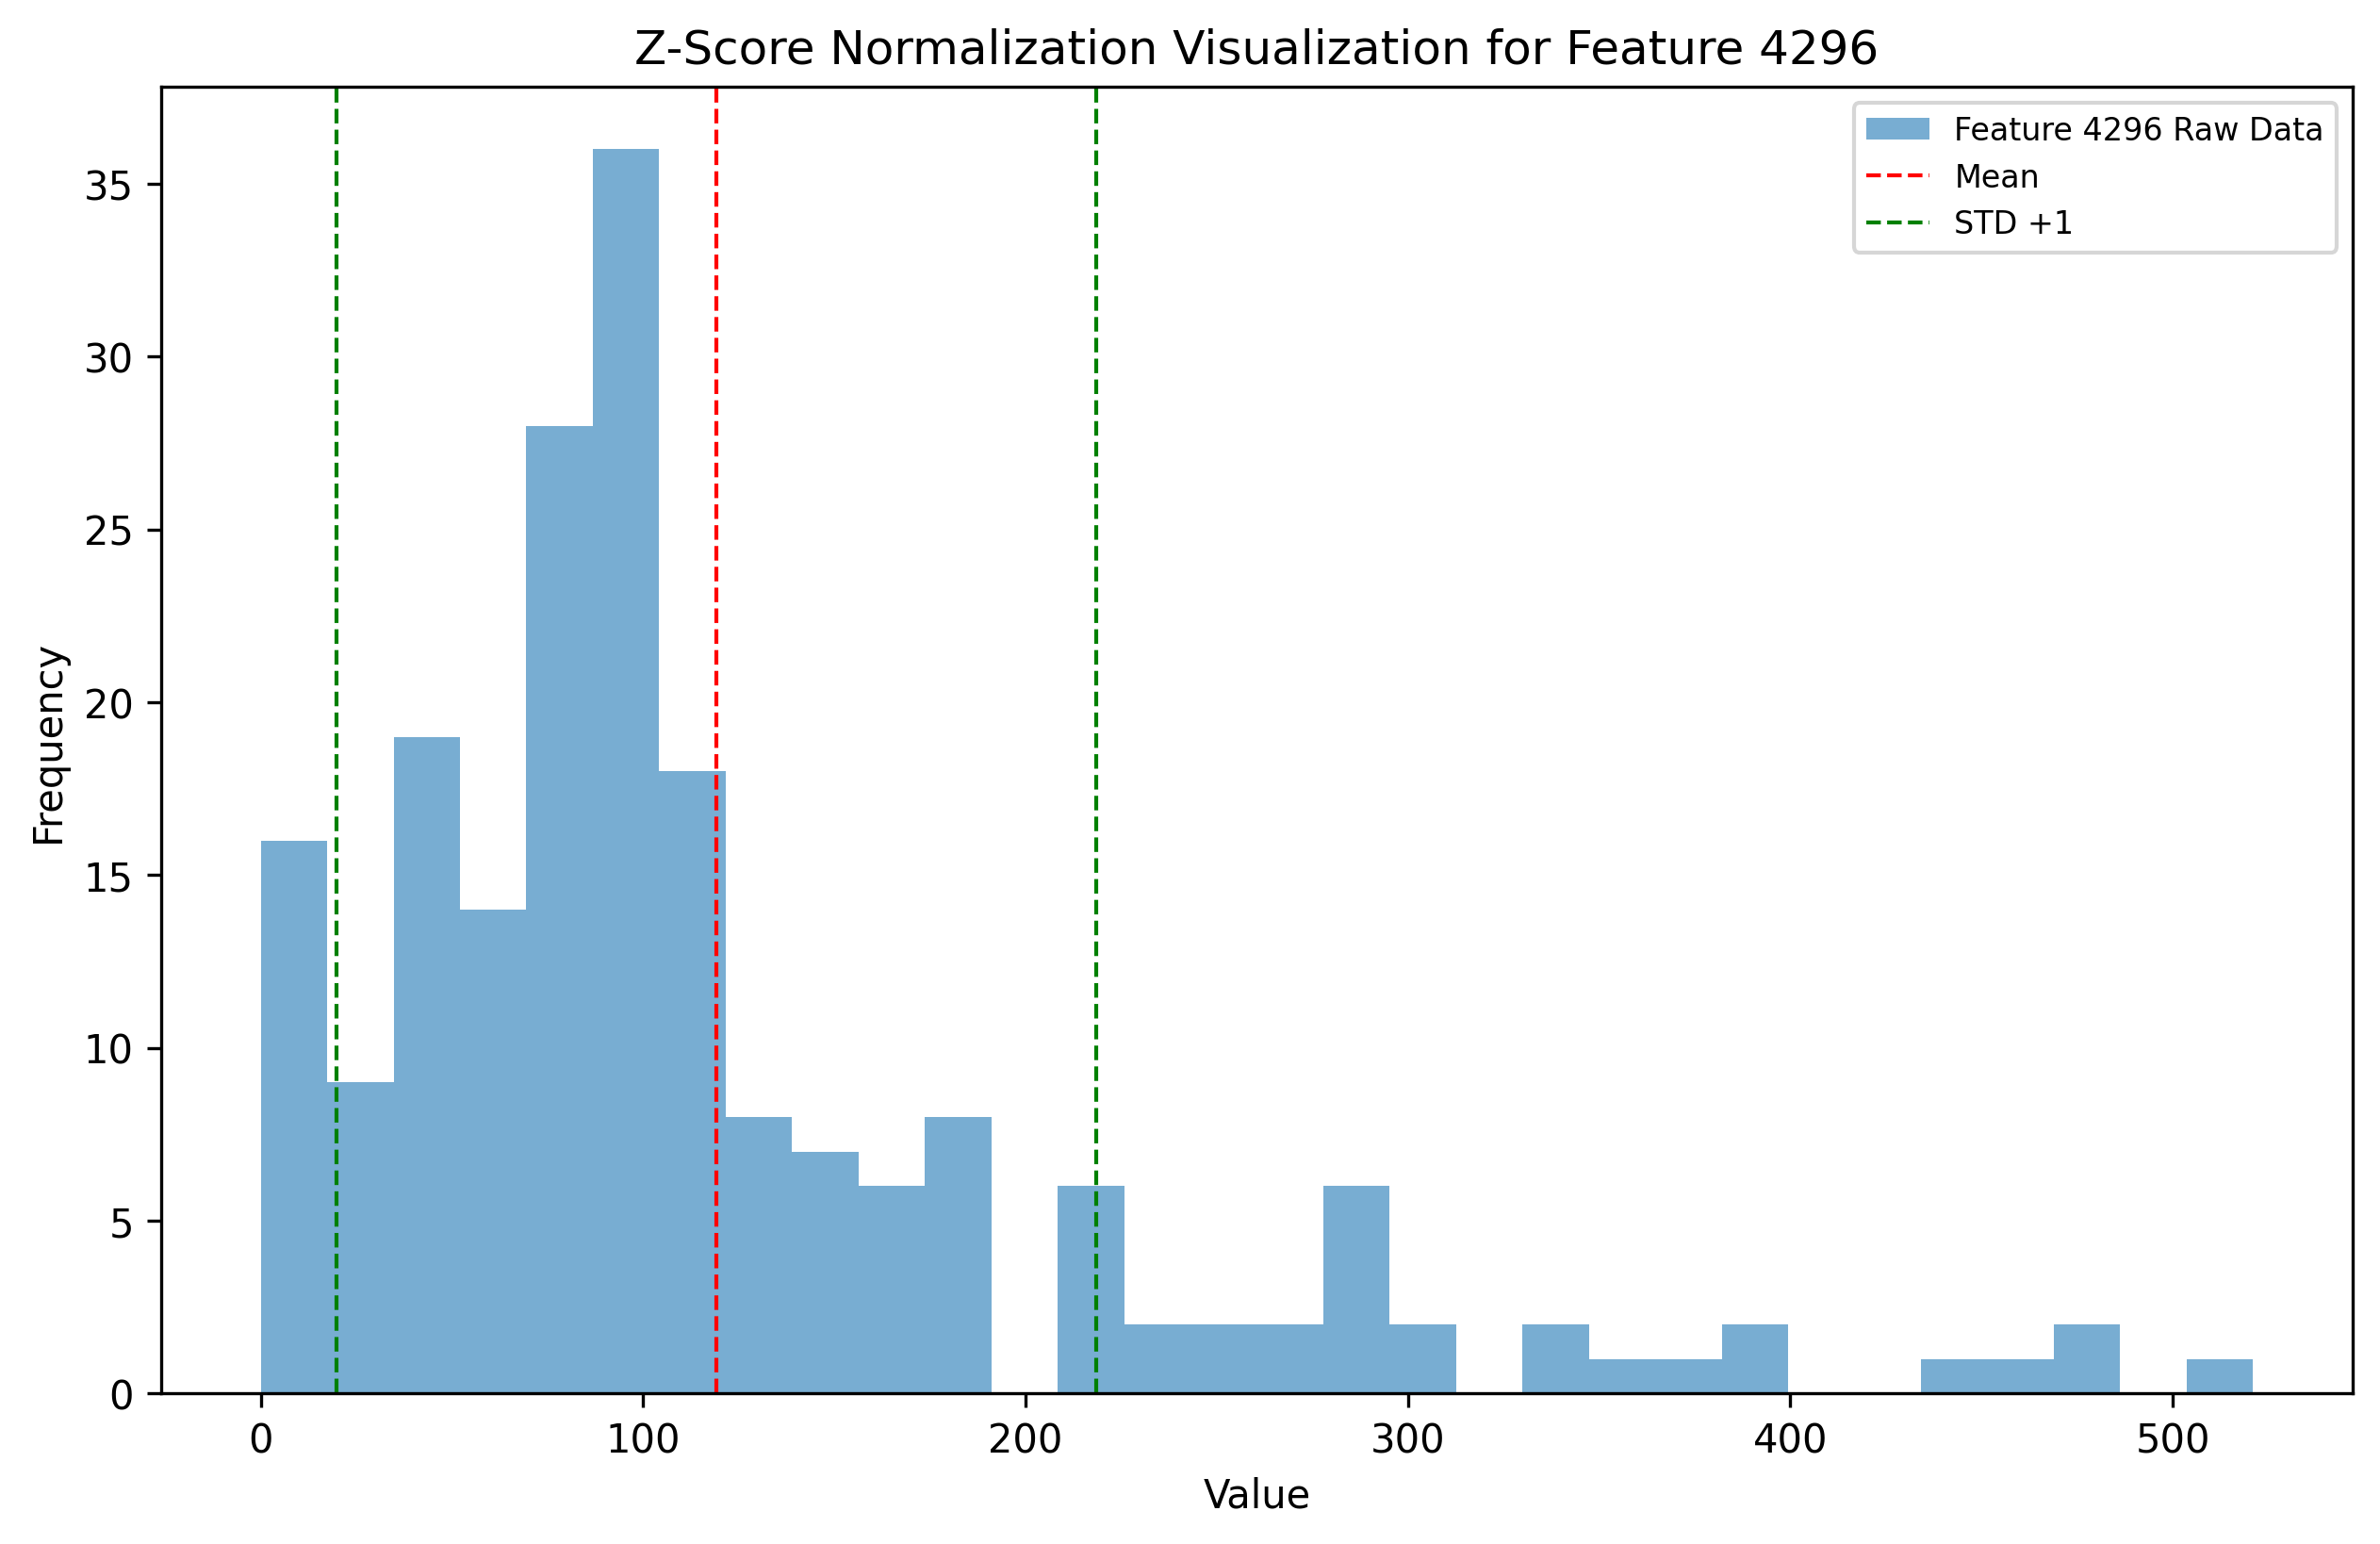 Z-Score Normalization Visualization for Feature 4296
Feature 4296 Raw Data
Mean
STD +1
35
30
25
20
15
10
5
0
Frequency
0 100 200 300 400 500
Value